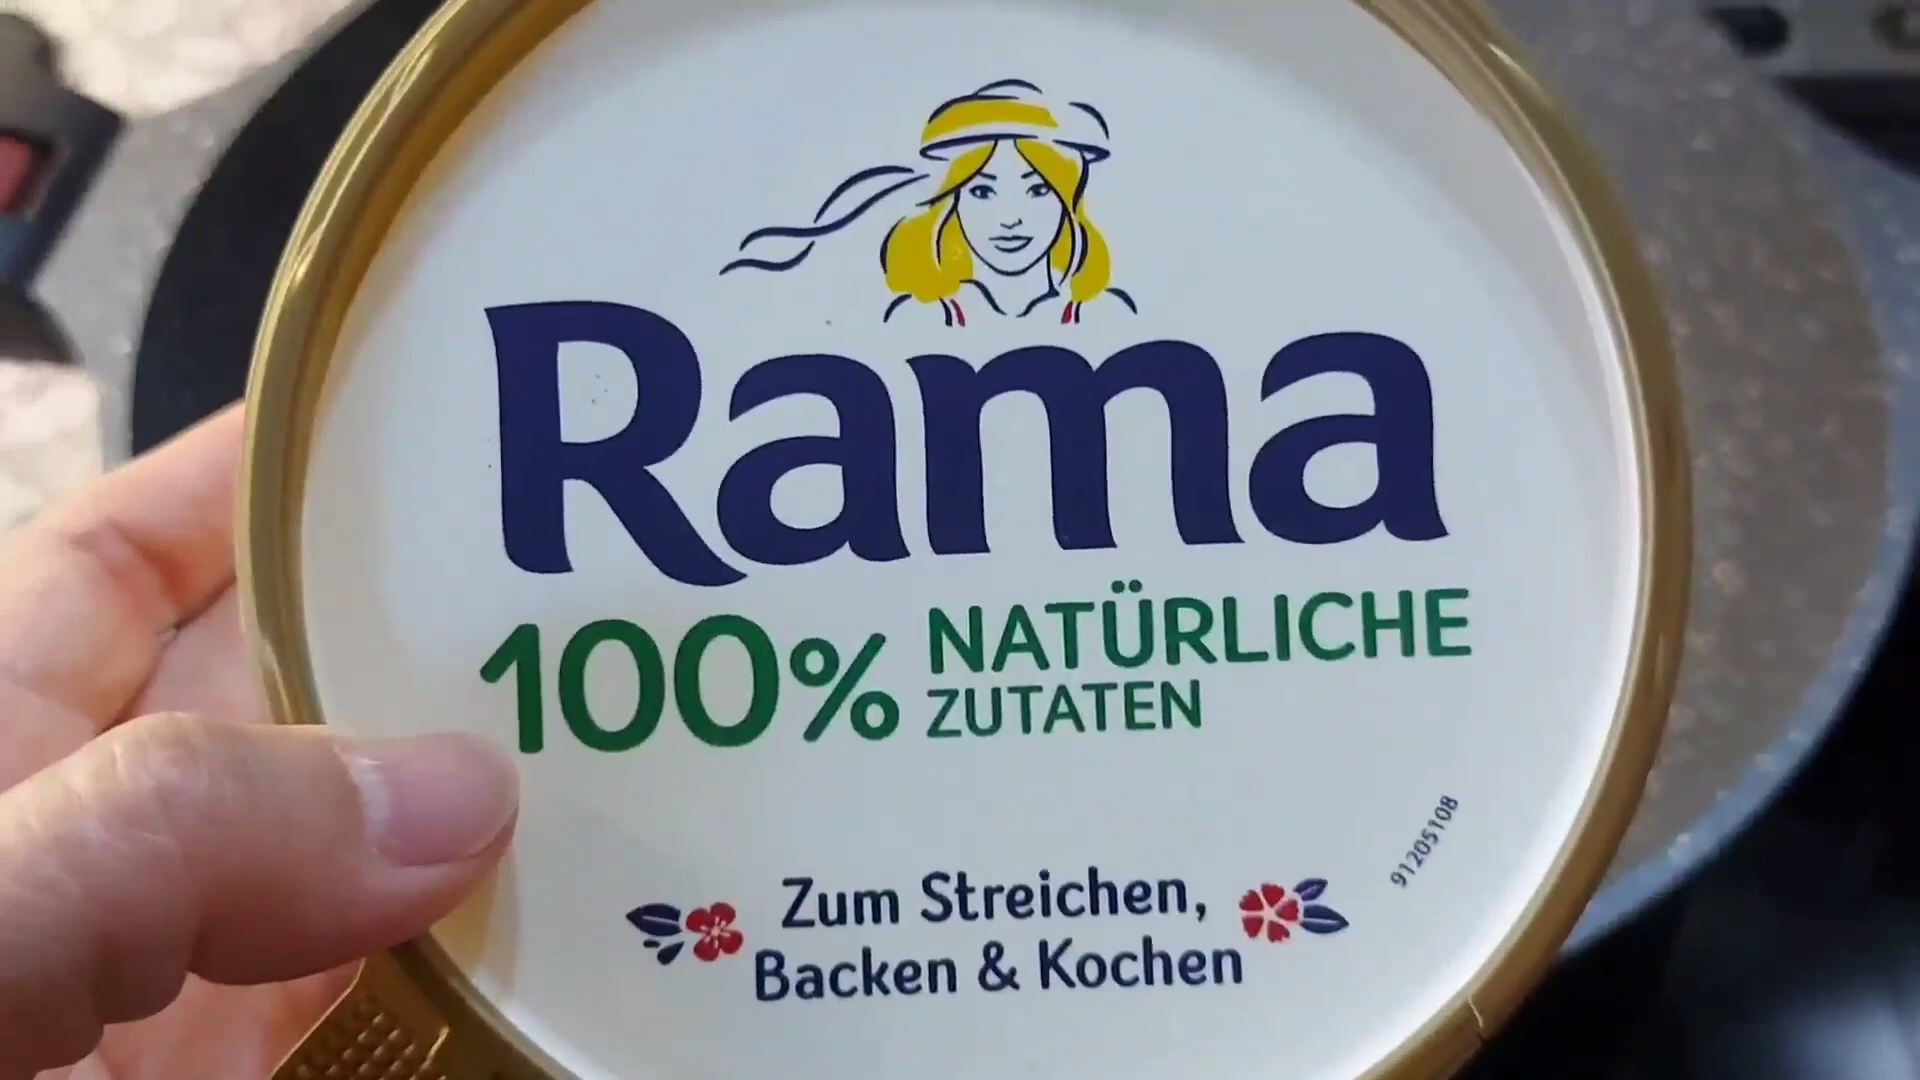 Rama
100% NATÜRLICHE
ZUTATEN
91205108
Zum Streichen,
Backen & Kochen